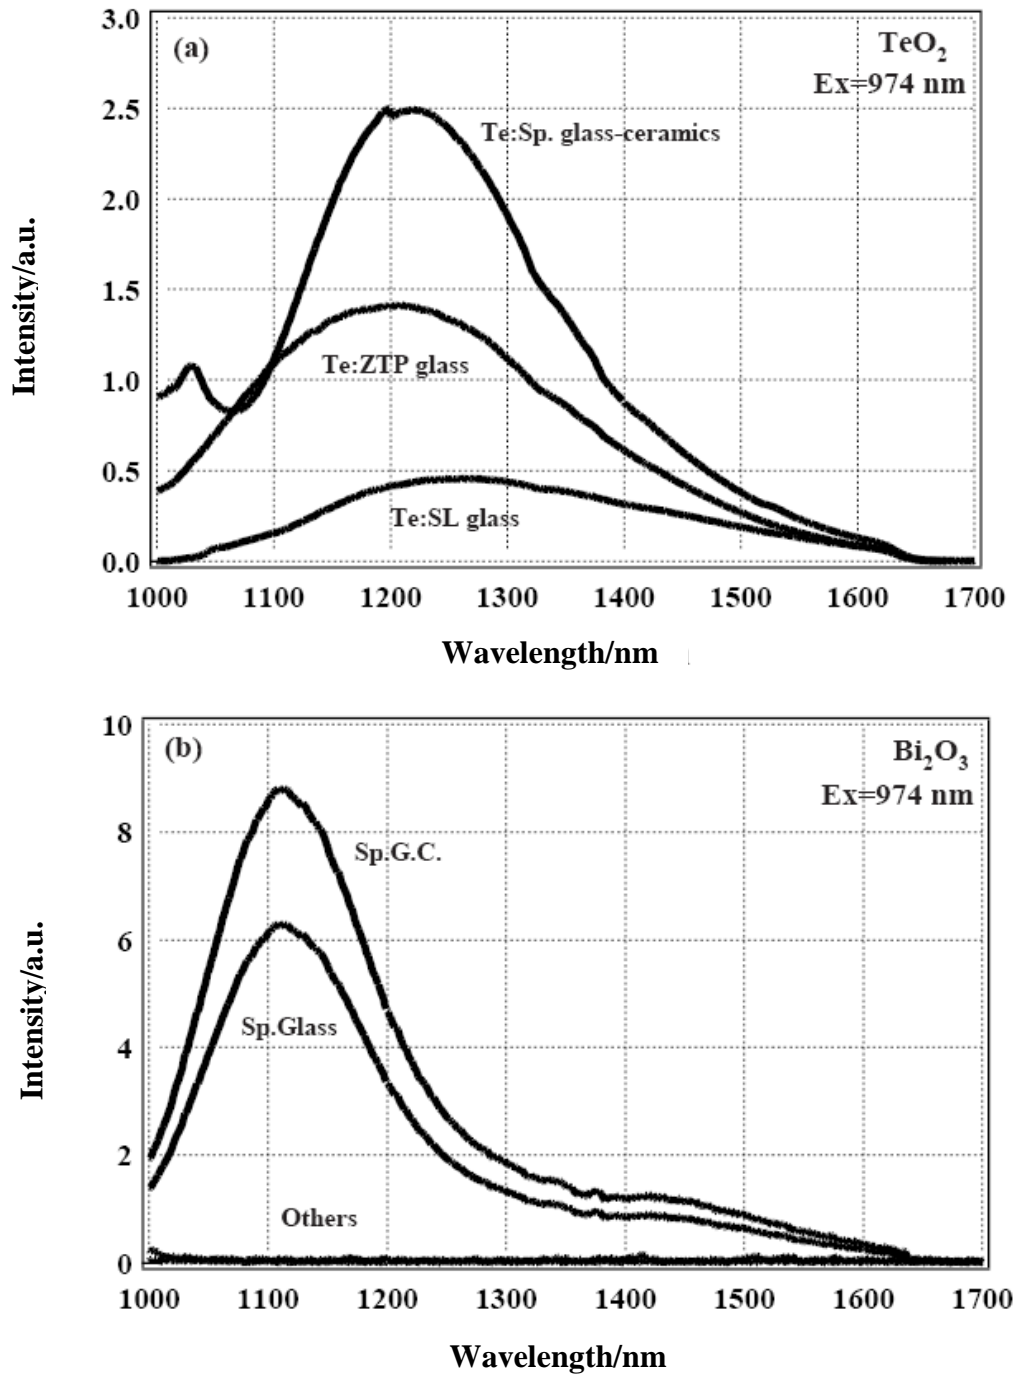 3.0
(a)
TeO2
Ex=974 nm
2.5
Te:Sp. glass-ceramics
2.0
Intensity/a.u.
1.5
Te:ZTP glass
1.0
0.5
Te:SL glass
0.0
1000 1100 1200 1300 1400 1500 1600 1700
Wavelength/nm
10
(b)
Bi2O3
Ex=974 nm
8
Sp.G.C.
6
Intensity/a.u.
Sp.Glass
4
2
Others
0
1000 1100 1200 1300 1400 1500 1600 1700
Wavelength/nm